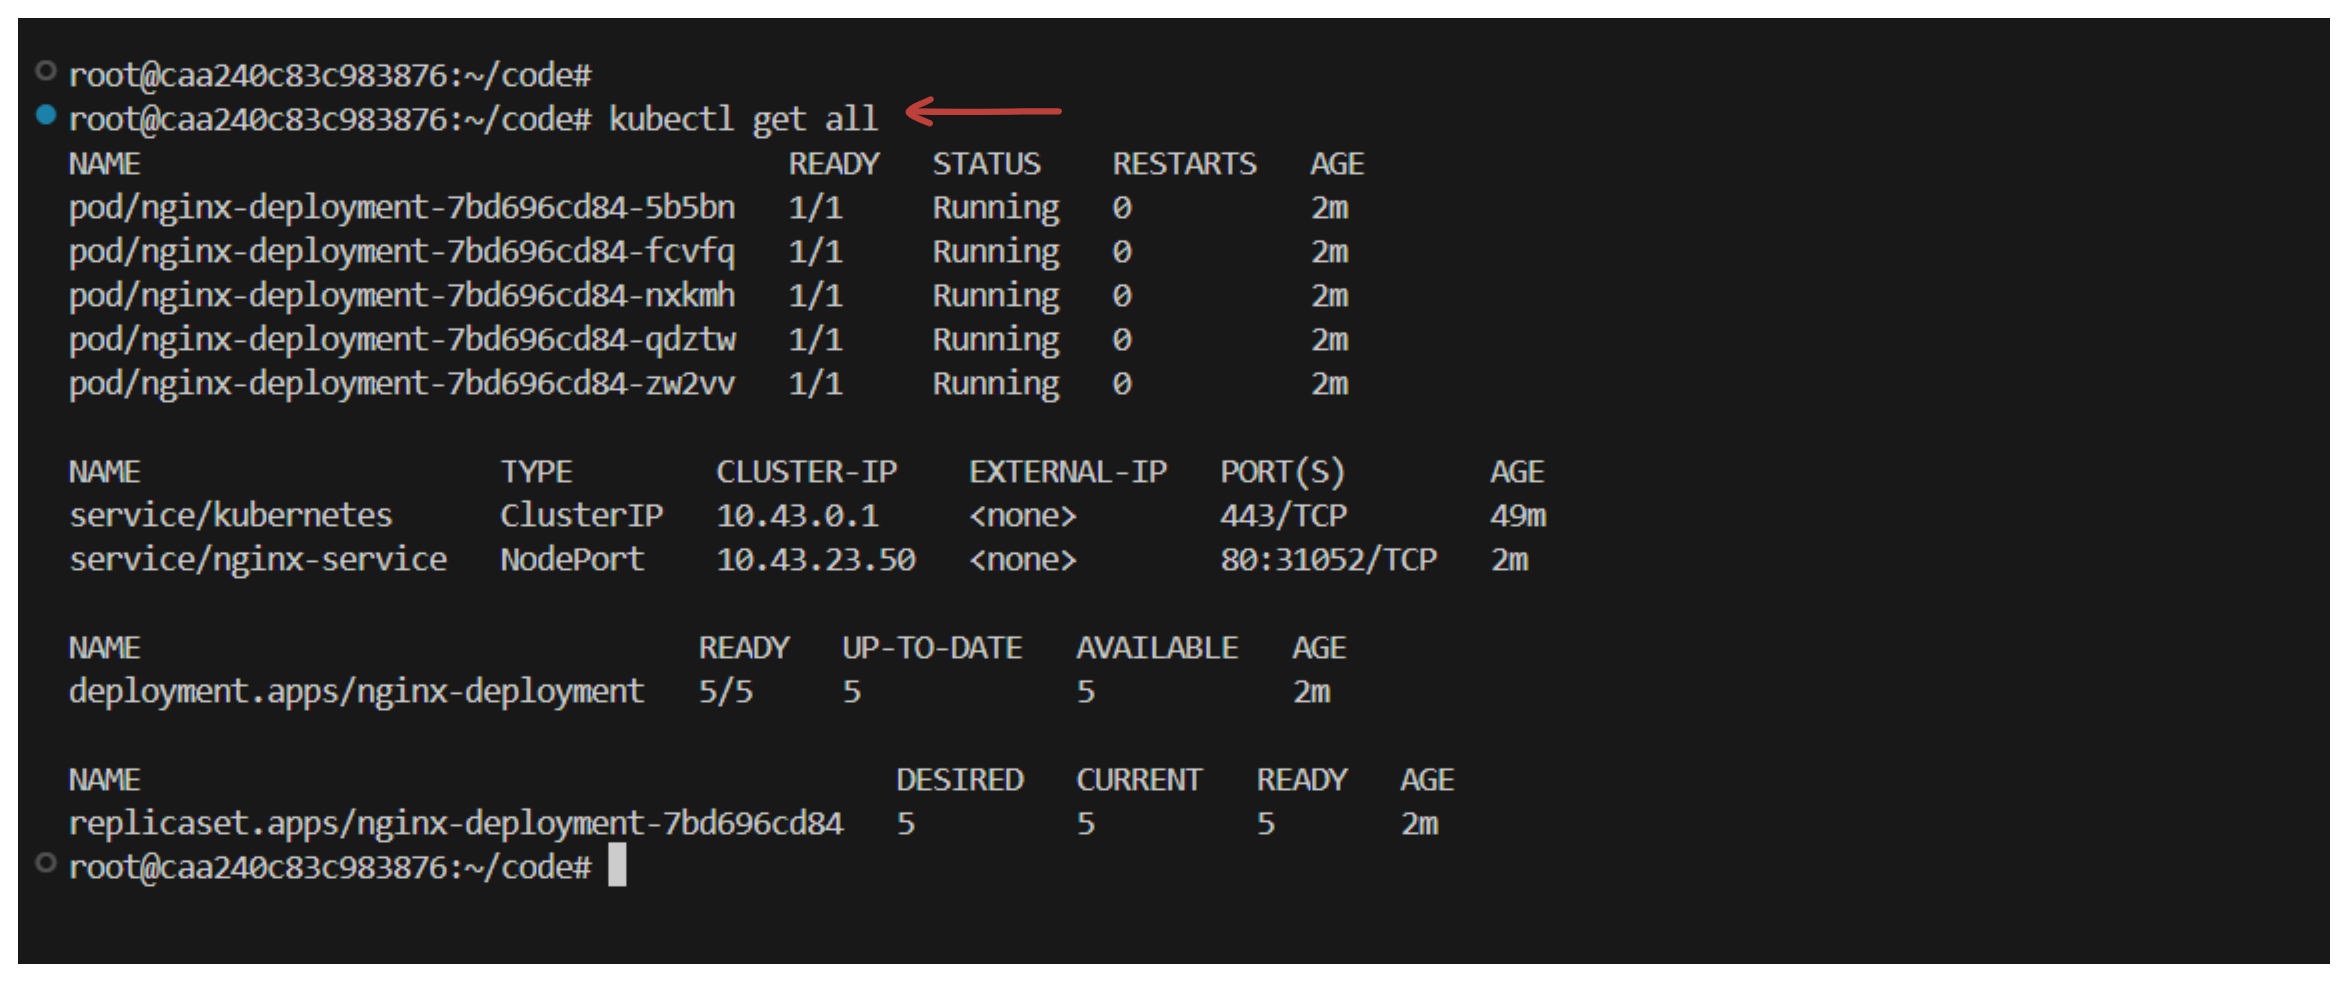 root@caa240c83c983876:~/code#
root@caa240c83c983876:~/code# kubectl get all
NAME READY STATUS RESTARTS AGE
pod/nginx-deployment-7bd696cd84-5b5bn 1/1 Running 0 2m
pod/nginx-deployment-7bd696cd84-fcvfq 1/1 Running 0 2m
pod/nginx-deployment-7bd696cd84-nxkmh 1/1 Running 0 2m
pod/nginx-deployment-7bd696cd84-qdztw 1/1 Running 0 2m
pod/nginx-deployment-7bd696cd84-zw2vv 1/1 Running 0 2m
NAME TYPE CLUSTER-IP EXTERNAL-IP PORT(S) AGE
service/kubernetes ClusterIP 10.43.0.1 <none> 443/TCP 49m
service/nginx-service NodePort 10.43.23.50 <none> 80:31052/TCP 2m
NAME READY UP-TO-DATE AVAILABLE AGE
deployment.apps/nginx-deployment 5/5 5 5 2m
NAME DESIRED CURRENT READY AGE
replicaset.apps/nginx-deployment-7bd696cd84 5 5 5 2m
root@caa240c83c983876:~/code#